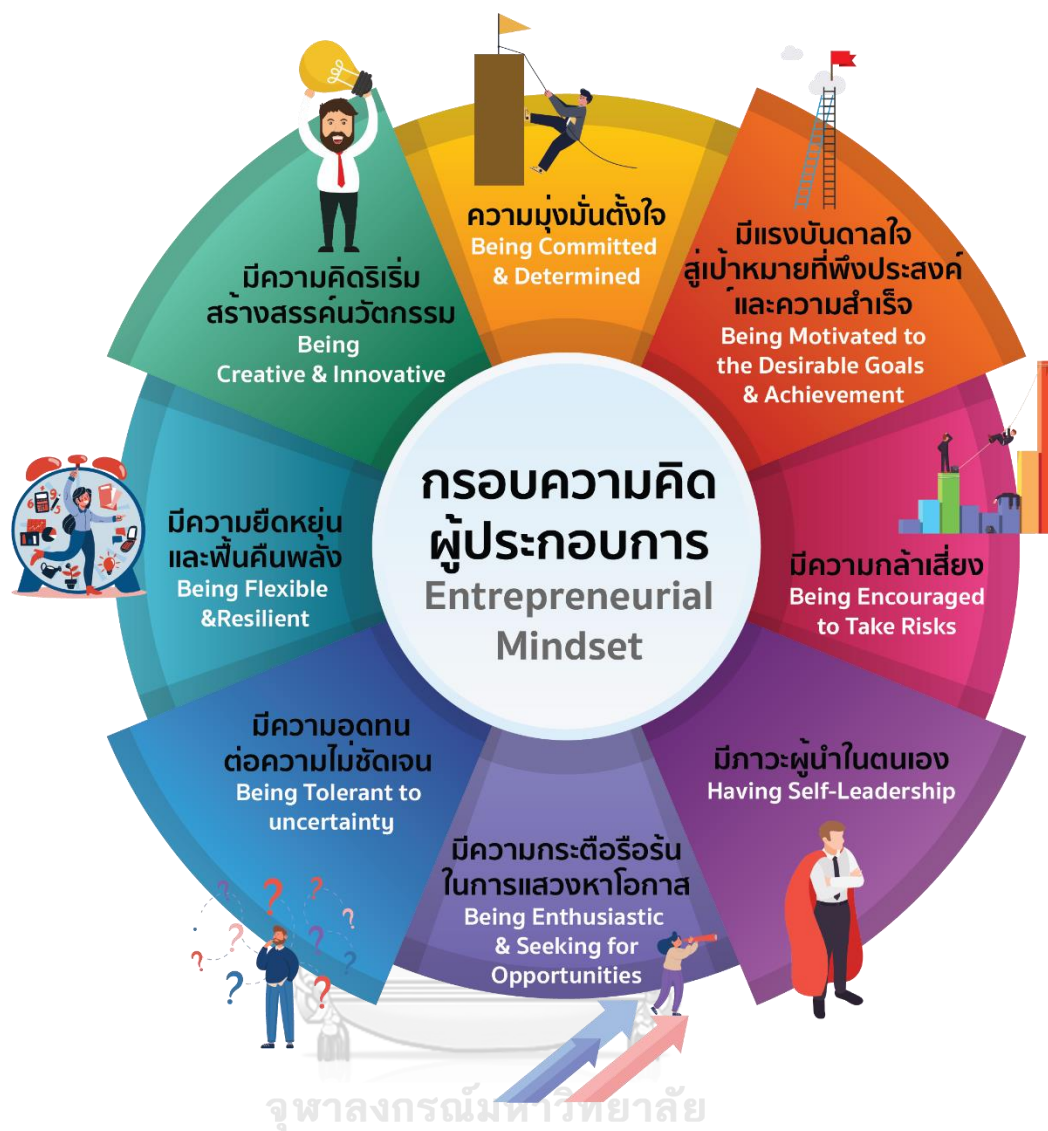 ความมุ่งมั่นตั้งใจ
Being Committed
& Determined
มีแรงบันดาลใจ
สู่เป้าหมายที่พึงประสงค์
และความสำเร็จ
Being Motivated to
the Desirable Goals
& Achievement
มีความกล้าเสี่ยง
Being Encouraged
to Take Risks
มีภาวะผู้นำในตนเอง
Having Self-Leadership
มีความกระตือรือร้น
ในการแสวงหาโอกาส
Being Enthusiastic
& Seeking for
Opportunities
มีความอดทน
ต่อความไม่ชัดเจน
Being Tolerant to
uncertainty
มีความยืดหยุ่น
และฟื้นคืนพลัง
Being Flexible
&Resilient
มีความคิดริเริ่ม
สร้างสรรค์นวัตกรรม
Being
Creative & Innovative
กรอบความคิด
ผู้ประกอบการ
Entrepreneurial
Mindset
จุฬาลงกรณ์มหาวิทยาลัย